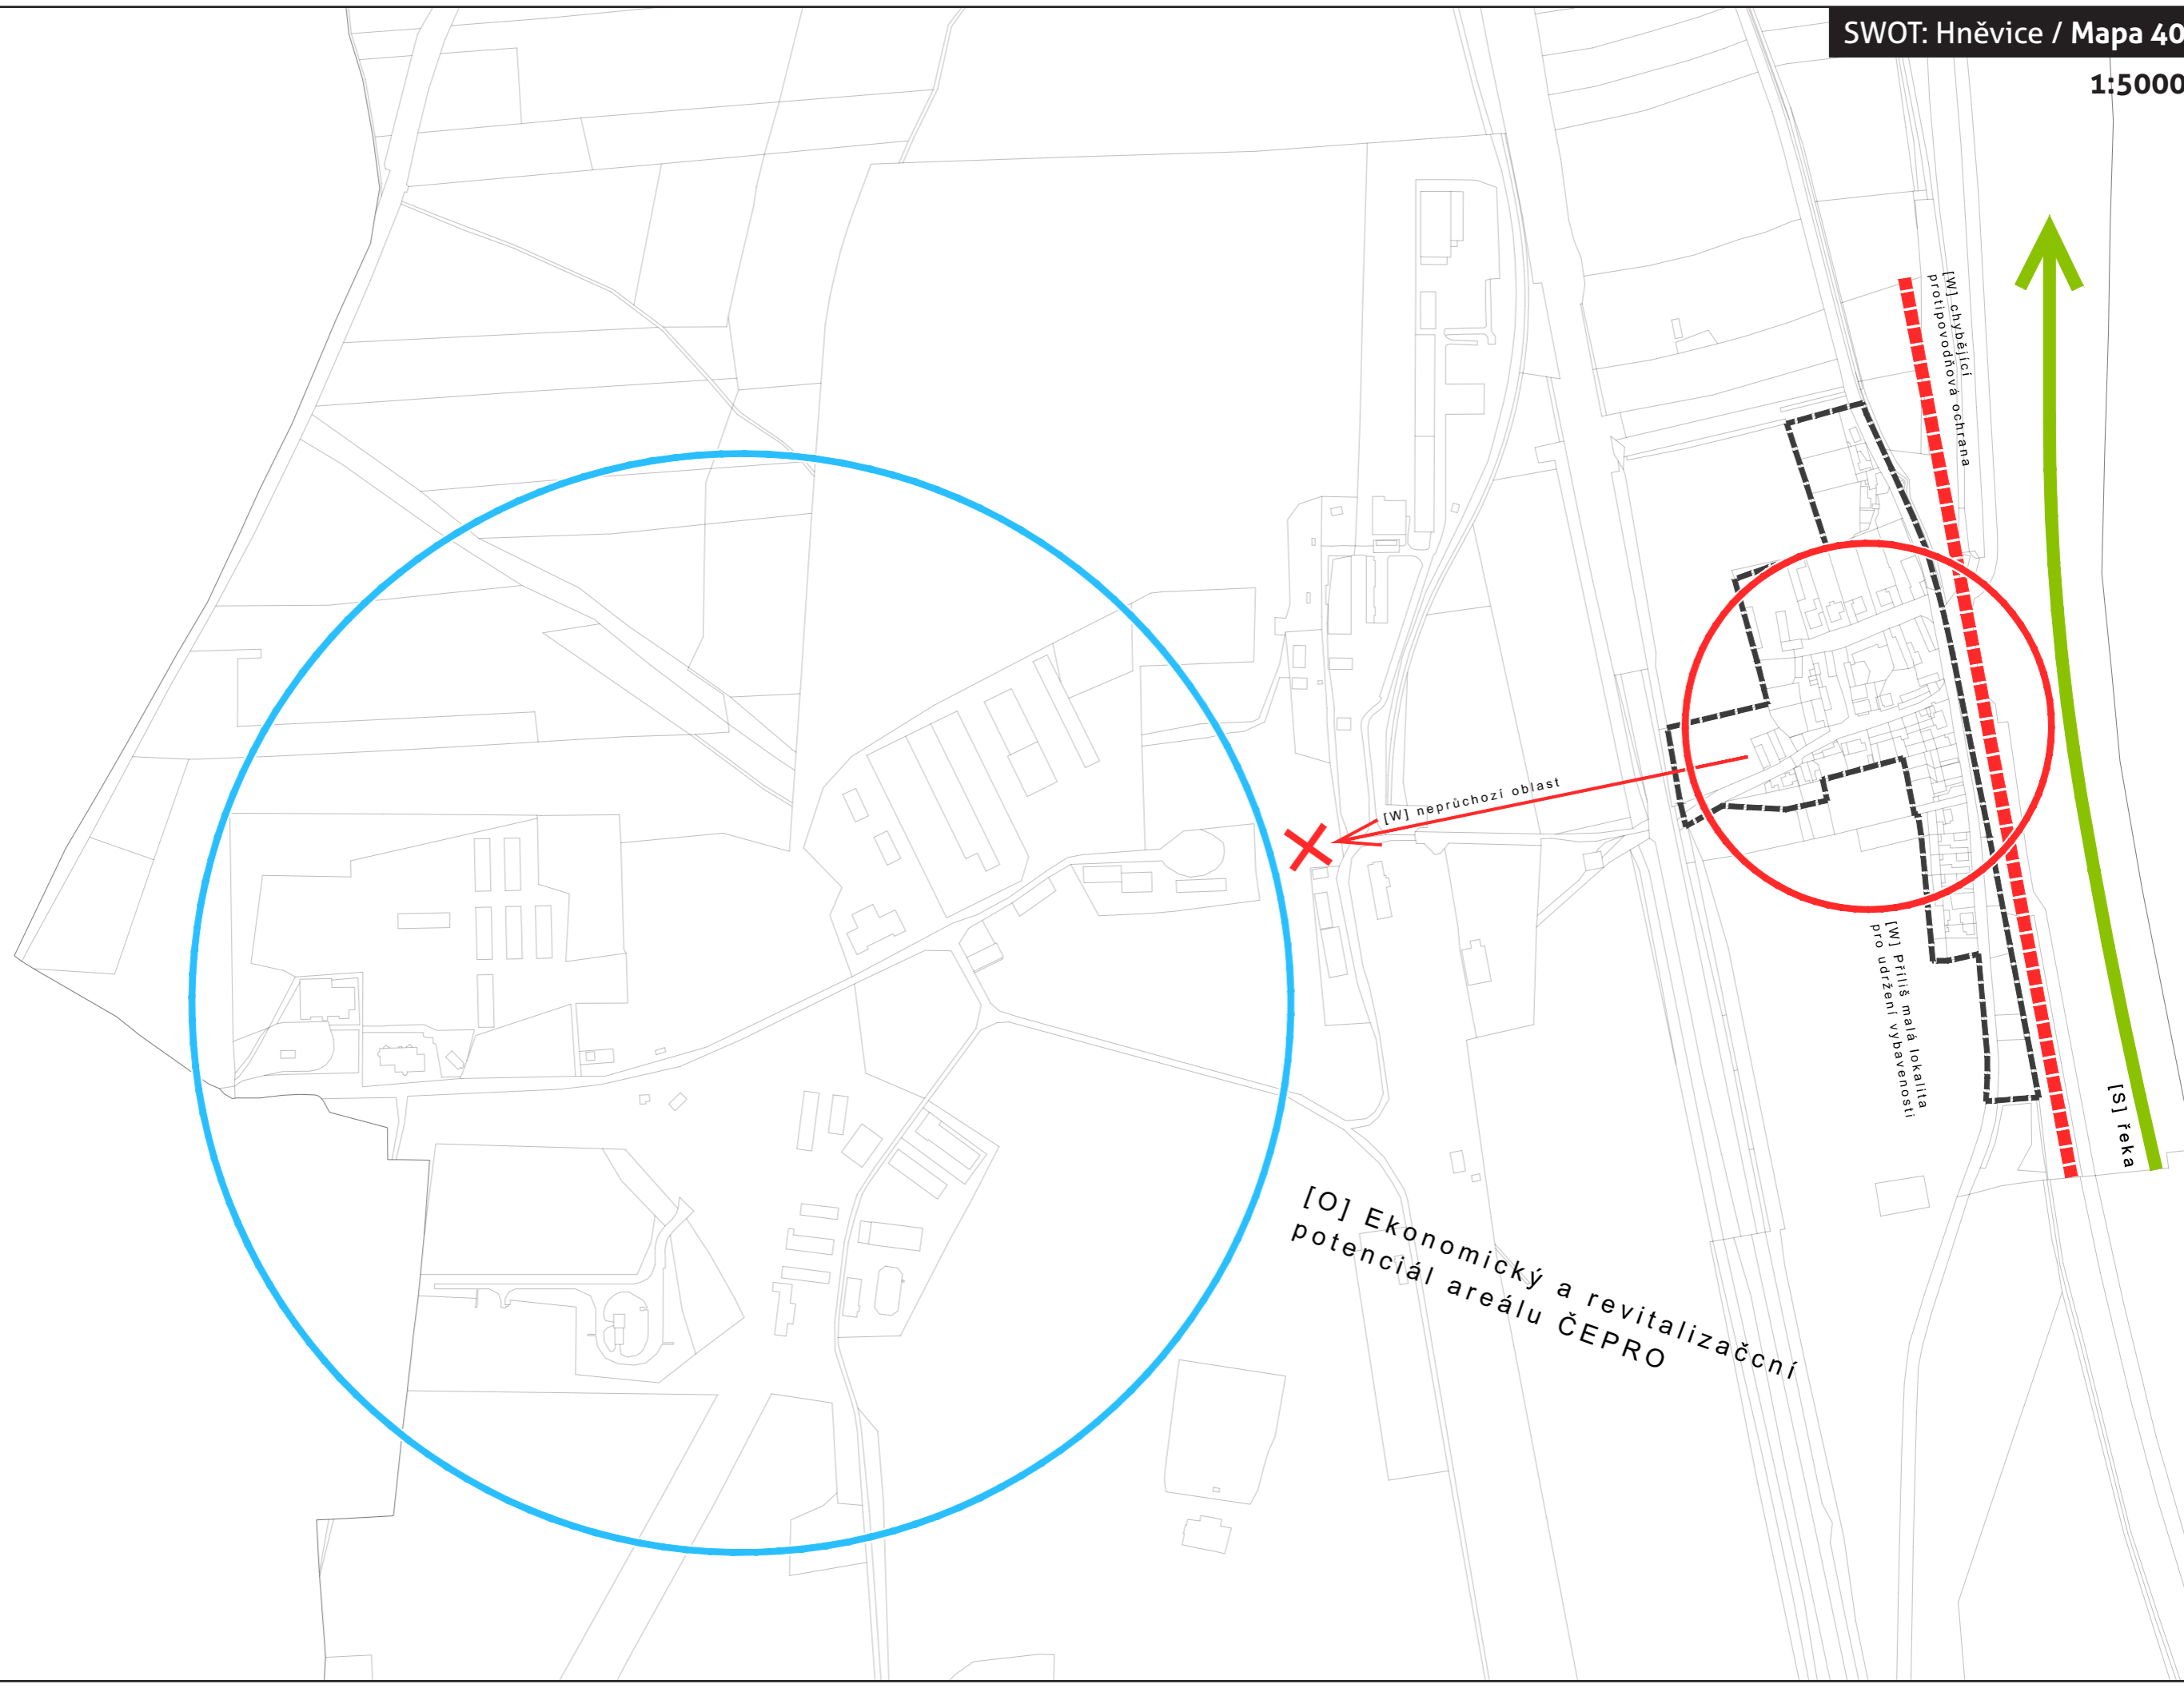 SWOT: Hněvice / Mapa 40
1:5000
[W] chybějící
protipovodňová ochrana
[W] neprůchozí oblast
[W] Příliš malá lokalita
pro udržení vybavenosti
[S] řeka
[O] Ekonomický a revitalizačční
potenciál areálu ČEPRO